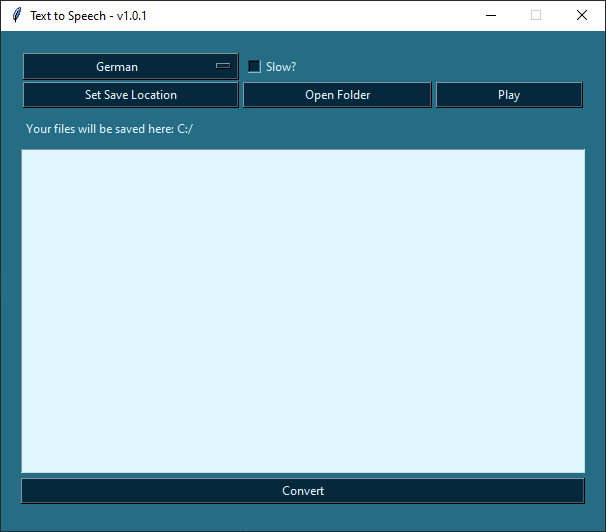 Text to Speech - v1.0.1
German Slow?
Set Save Location Open Folder Play
Your files will be saved here: C:/
Convert